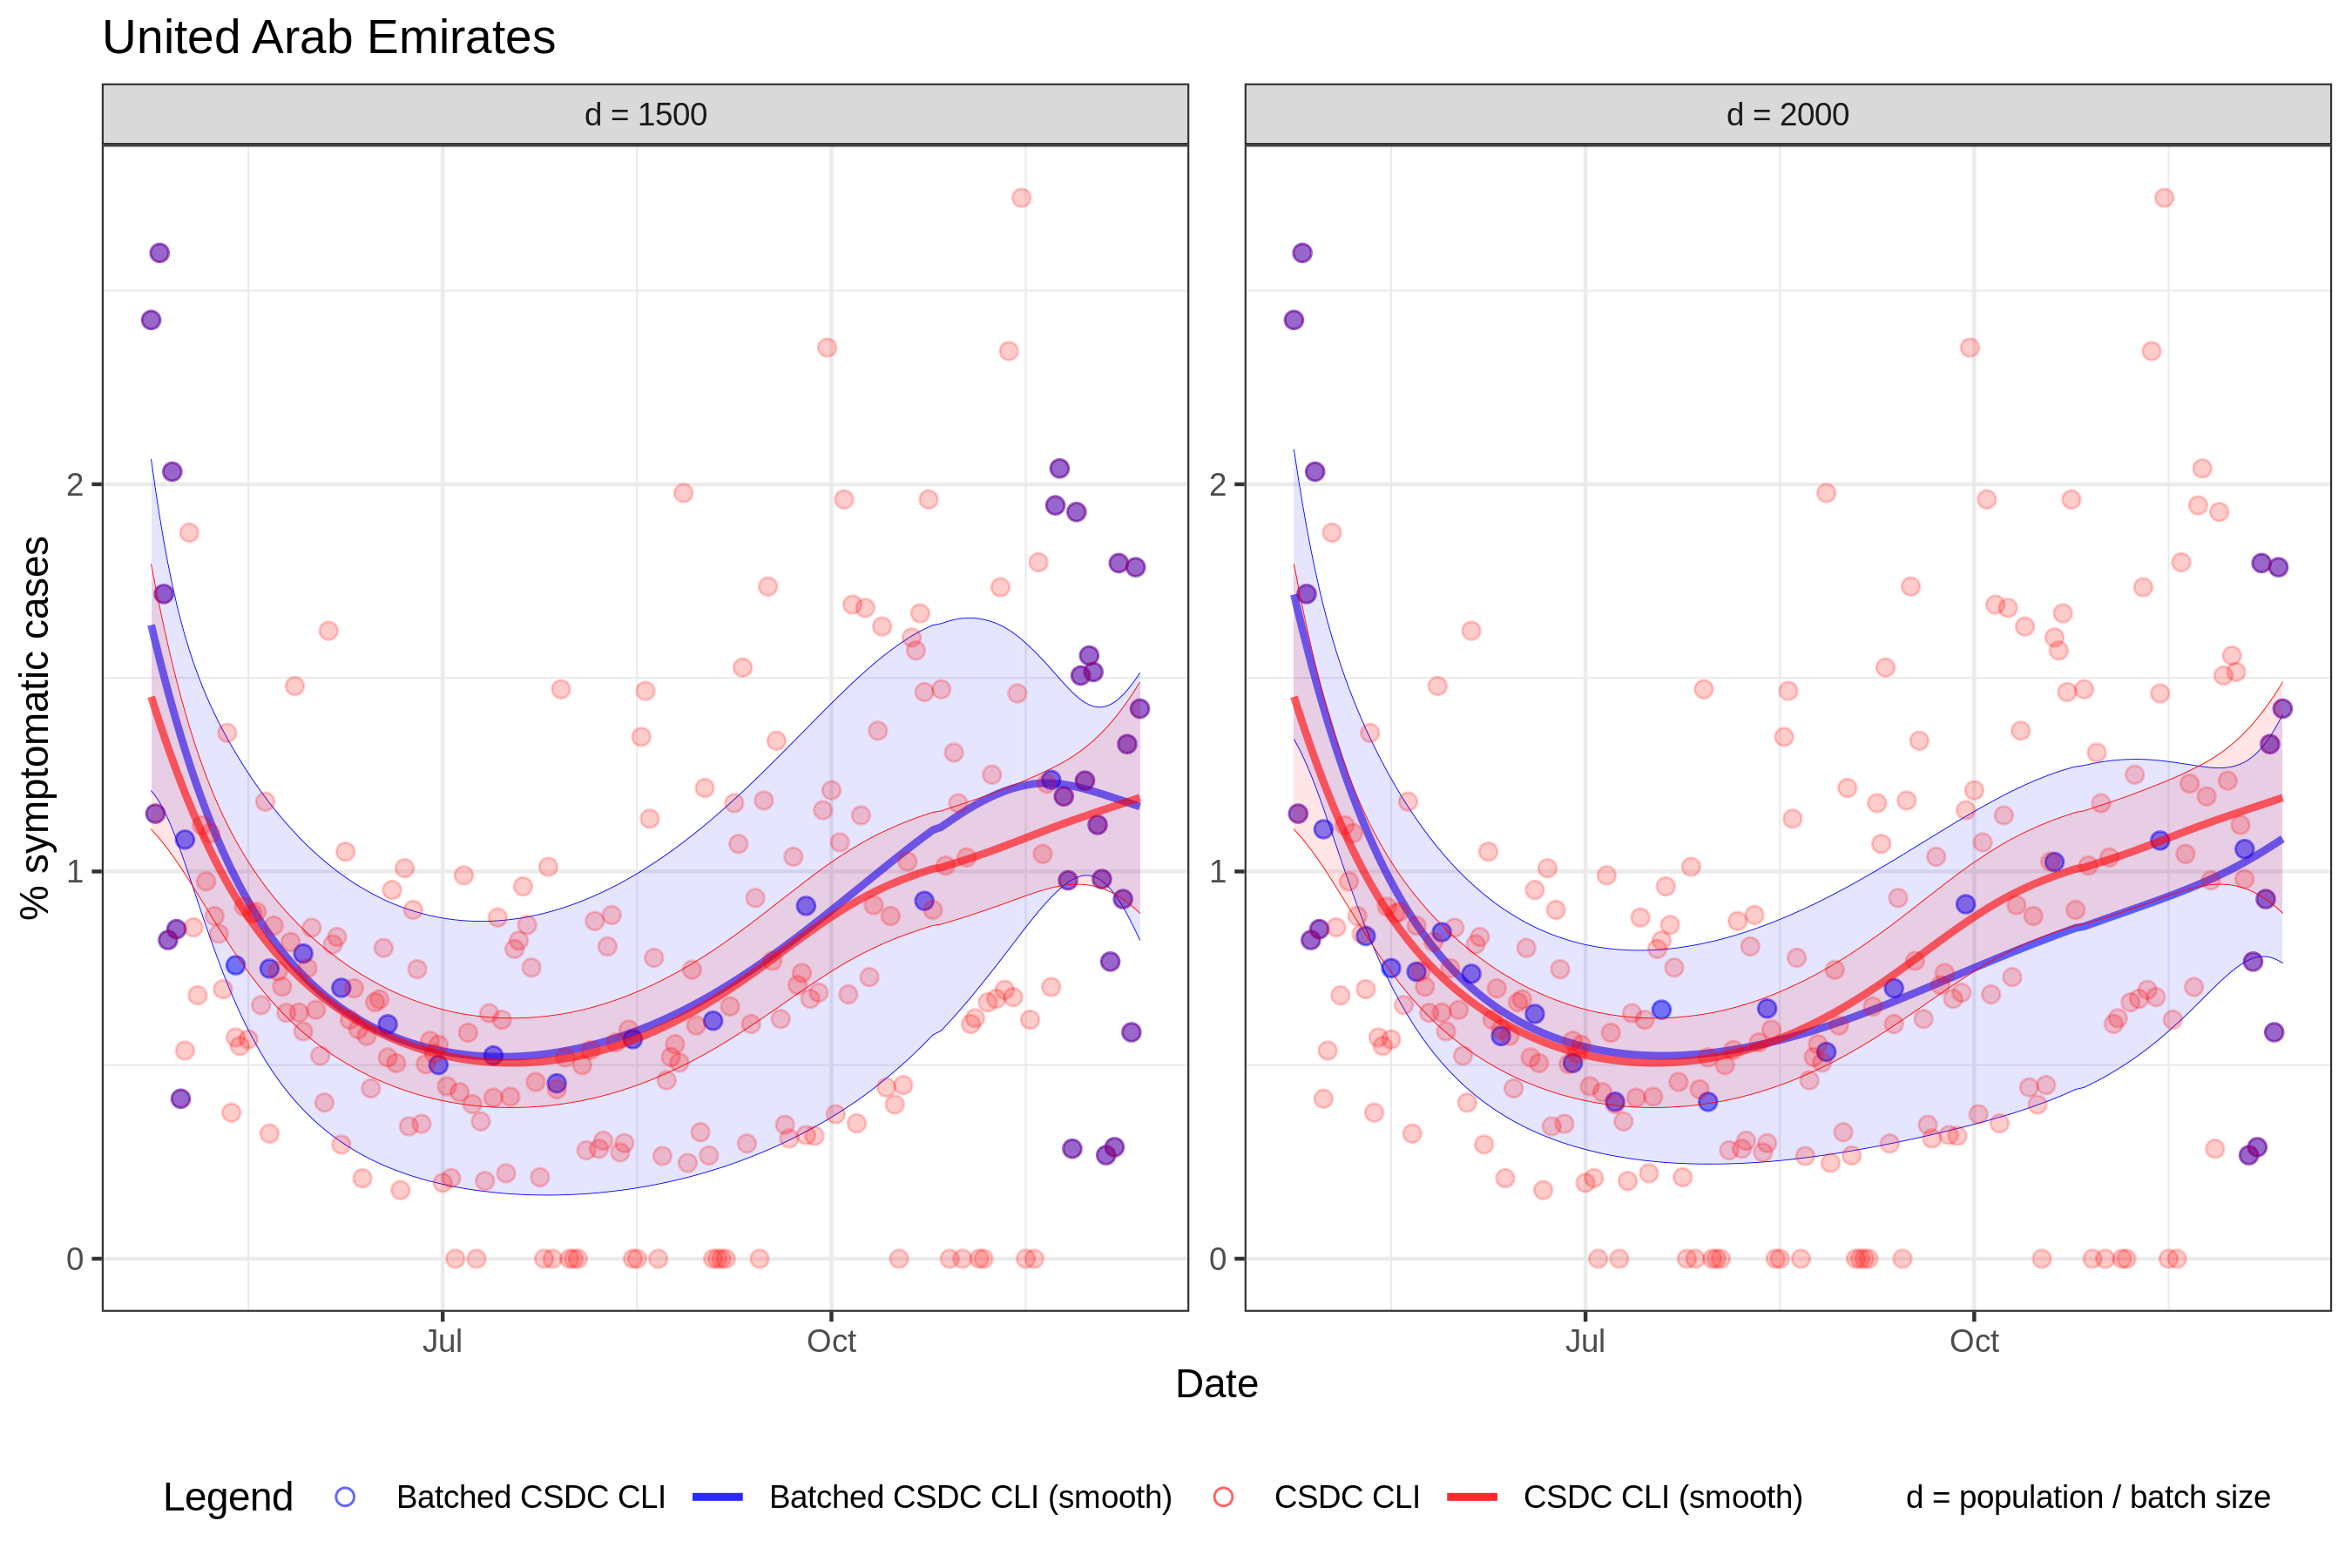 United Arab Emirates
d = 1500
d = 2000
% symptomatic cases
2
1
0
2
1
0
Jul
Oct
Jul
Oct
Date
Legend
Batched CSDC CLI
Batched CSDC CLI (smooth)
CSDC CLI
CSDC CLI (smooth)
d = population / batch size